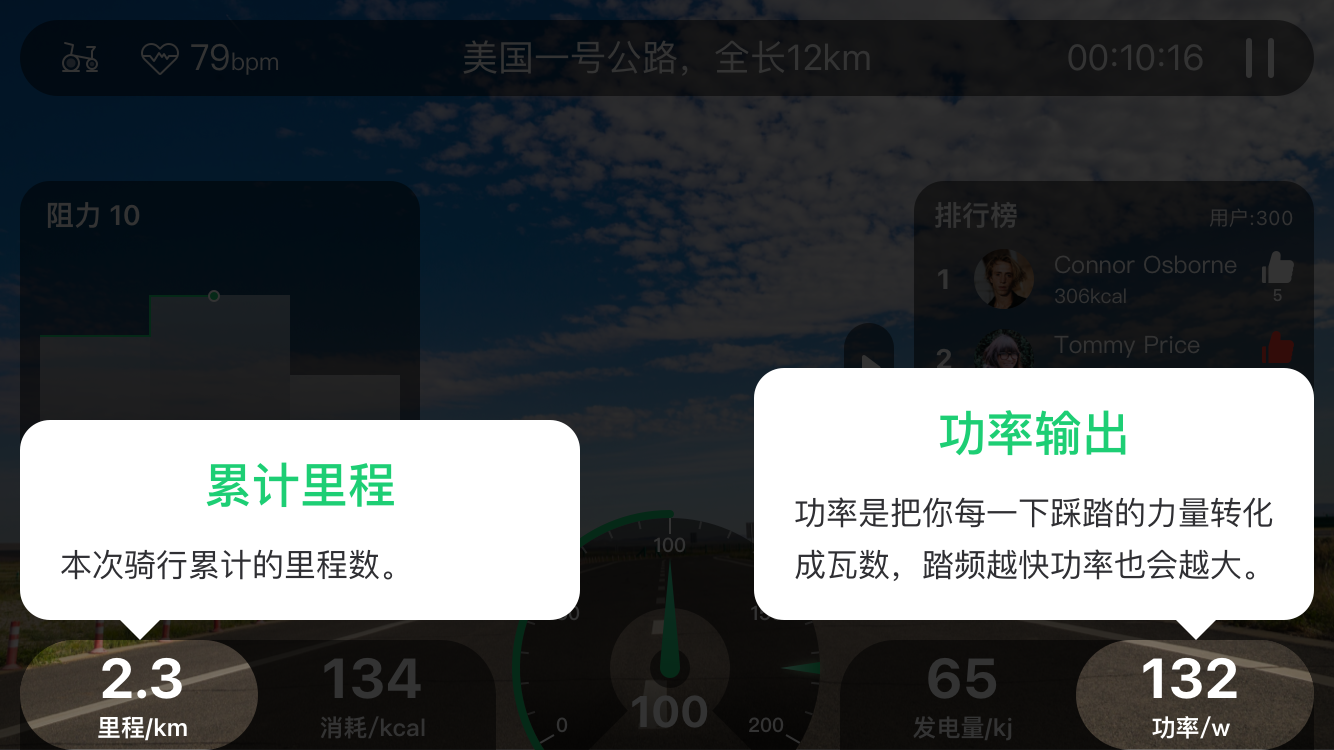 79bpm
美国一号公路，全长12km
00:10:16
阻力 10
排行榜
用户:300
1
Connor Osborne
306kcal
5
2
Tommy Price
累计里程
本次骑行累计的里程数。
功率输出
功率是把你每一下踩踏的力量转化
成瓦数，踏频越快功率也会越大。
100
2.3
里程/km
134
消耗/kcal
0
100
200
65
发电量/kj
132
功率/w